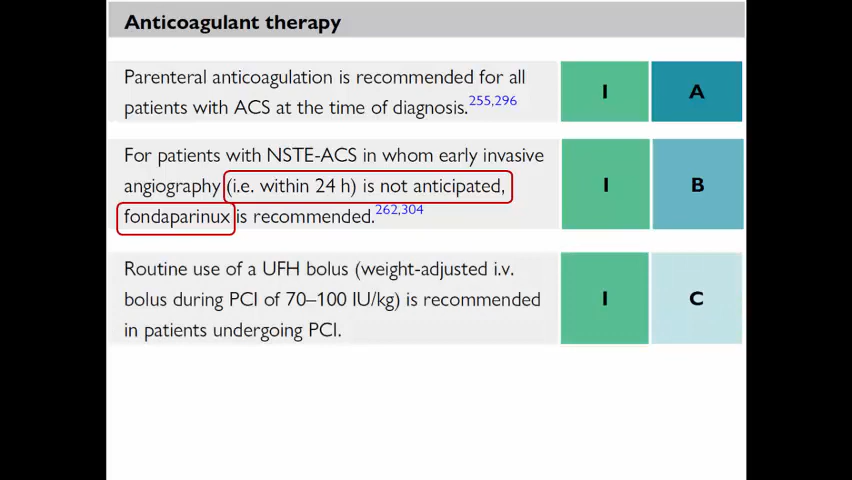 Anticoagulant therapy
Parenteral anticoagulation is recommended for all
patients with ACS at the time of diagnosis.255,296
I
A
For patients with NSTE-ACS in whom early invasive
angiography (i.e. within 24 h) is not anticipated,
fondaparinux is recommended.262,304
I
B
Routine use of a UFH bolus (weight-adjusted i.v.
bolus during PCI of 70–100 IU/kg) is recommended
in patients undergoing PCI.
I
C